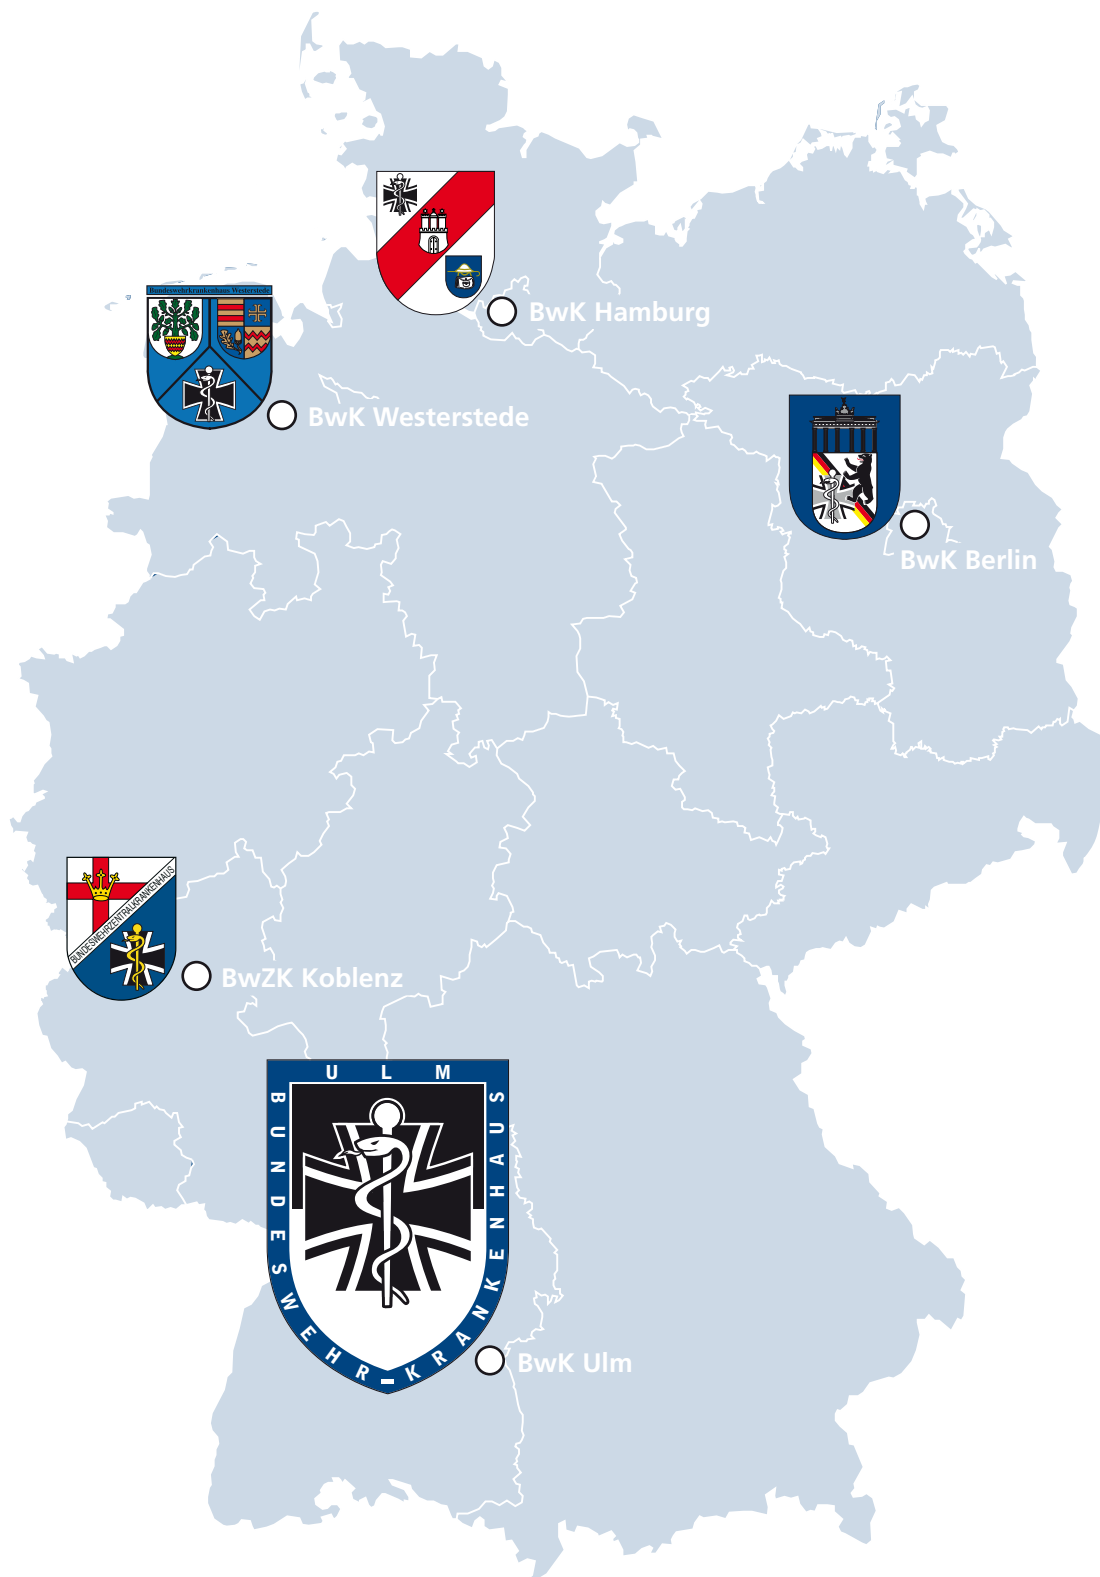 BwK Hamburg
Bundeswehrkrankenhaus Westerstede
BwK Westerstede
BwK Berlin
BUNDESWEHRZENTRALKRANKENHAUS
BwZK Koblenz
ULM
BUNDESWEHR-KRANKENHAUS
BwK Ulm